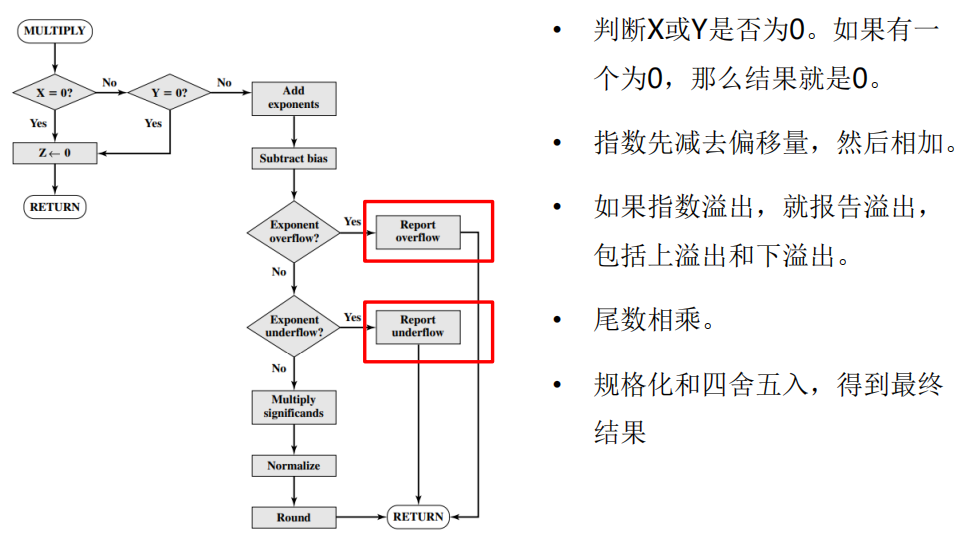 MULTIPLY
X = 0?
No
Y = 0?
No
Yes
Yes
Z ← 0
RETURN
Add
exponents
Subtract bias
Exponent
overflow?
Yes
Report
overflow
No
Exponent
underflow?
Yes
Report
underflow
No
Multiply
significands
Normalize
Round
RETURN
• 判断X或Y是否为0。如果有一
个为0，那么结果就是0。
• 指数先减去偏移量，然后相加。
• 如果指数溢出，就报告溢出，
包括上溢出和下溢出。
• 尾数相乘。
• 规格化和四舍五入，得到最终
结果